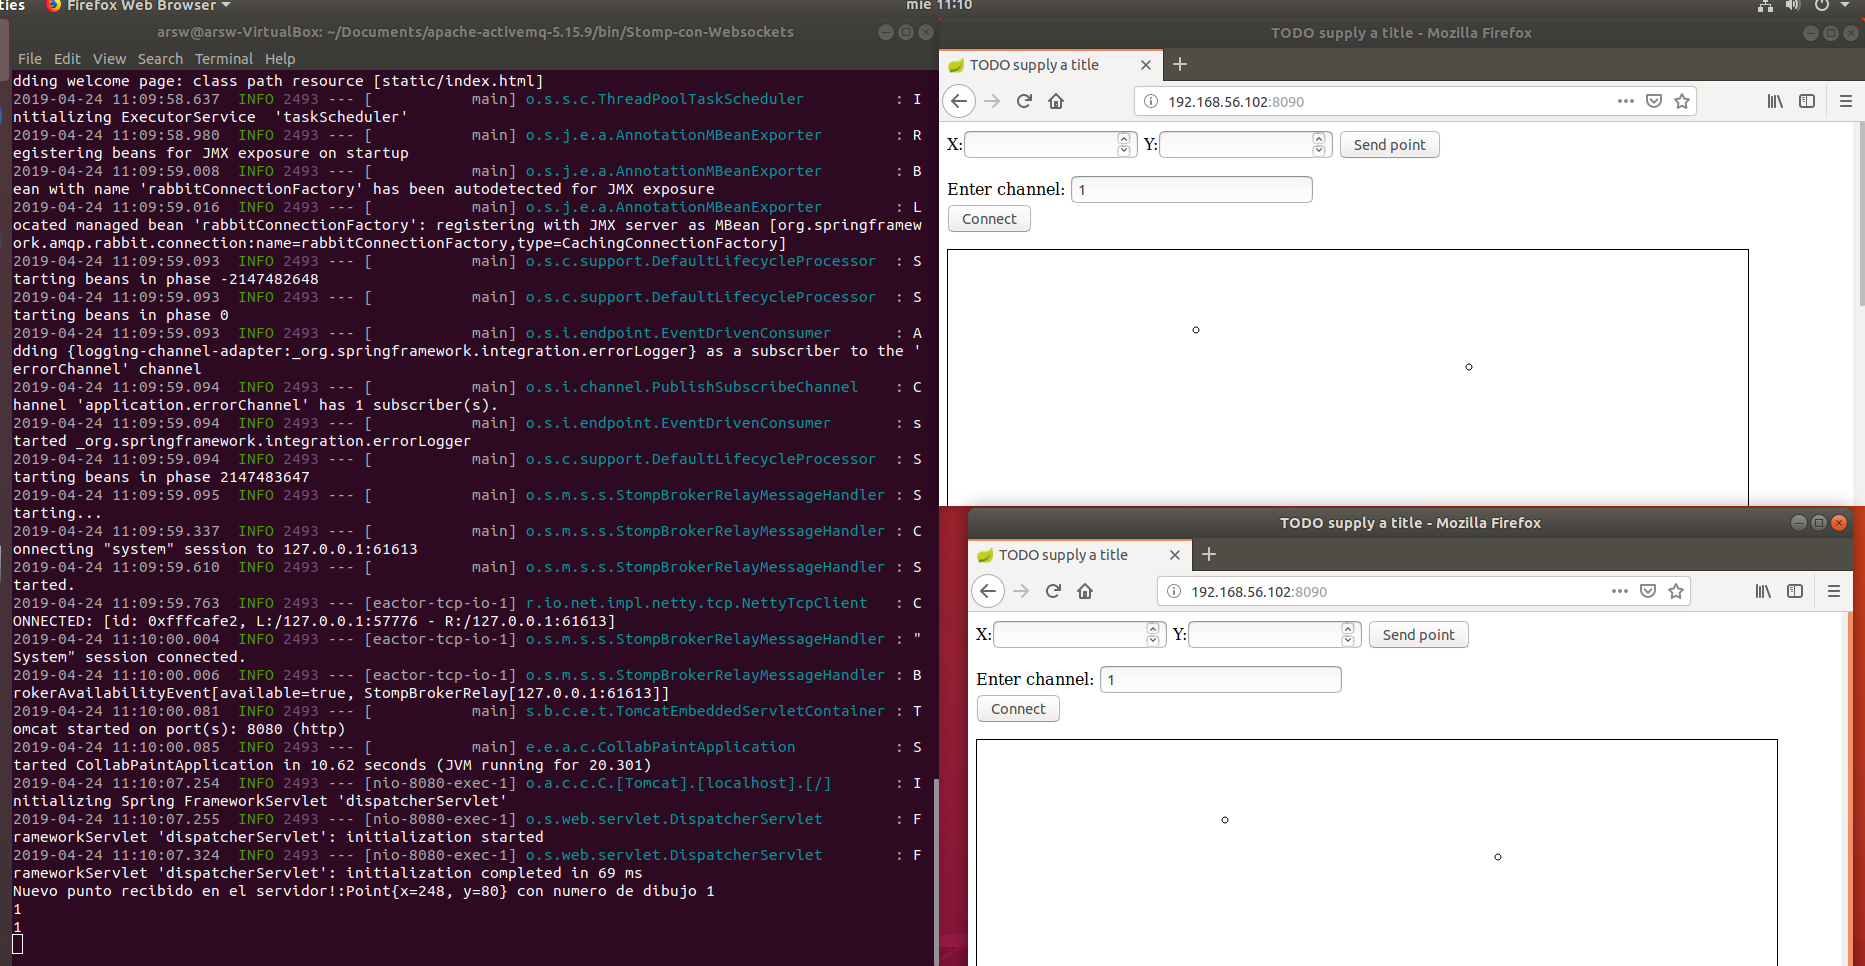 ties Firefox Web Browser
mié 11:10
arsw@arsw-VirtualBox: ~/Documents/apache-activemq-5.15.9/bin/Stomp-con-Websockets
File Edit View Search Terminal Help
dding welcome page: class path resource [static/index.html]
2019-04-24 11:09:58.637  INFO 2493 --- [           main] o.s.s.c.ThreadPoolTaskScheduler          : I
nitializing ExecutorService  'taskScheduler'
2019-04-24 11:09:58.980  INFO 2493 --- [           main] o.s.j.e.a.AnnotationMBeanExporter        : R
egistering beans for JMX exposure on startup
2019-04-24 11:09:59.008  INFO 2493 --- [           main] o.s.j.e.a.AnnotationMBeanExporter        : B
ean with name 'rabbitConnectionFactory' has been autodetected for JMX exposure
2019-04-24 11:09:59.016  INFO 2493 --- [           main] o.s.j.e.a.AnnotationMBeanExporter        : L
ocated managed bean 'rabbitConnectionFactory': registering with JMX server as MBean [org.springframew
ork.amqp.rabbit.connection:name=rabbitConnectionFactory,type=CachingConnectionFactory]
2019-04-24 11:09:59.093  INFO 2493 --- [           main] o.s.c.support.DefaultLifecycleProcessor  : S
tarting beans in phase -2147482648
2019-04-24 11:09:59.093  INFO 2493 --- [           main] o.s.c.support.DefaultLifecycleProcessor  : S
tarting beans in phase 0
2019-04-24 11:09:59.093  INFO 2493 --- [           main] o.s.i.endpoint.EventDrivenConsumer       : A
dding {logging-channel-adapter:_org.springframework.integration.errorLogger} as a subscriber to the '
errorChannel' channel
2019-04-24 11:09:59.094  INFO 2493 --- [           main] o.s.i.channel.PublishSubscribeChannel    : C
hannel 'application.errorChannel' has 1 subscriber(s).
2019-04-24 11:09:59.094  INFO 2493 --- [           main] o.s.i.endpoint.EventDrivenConsumer       : s
tarted _org.springframework.integration.errorLogger
2019-04-24 11:09:59.094  INFO 2493 --- [           main] o.s.c.support.DefaultLifecycleProcessor  : S
tarting beans in phase 2147483647
2019-04-24 11:09:59.095  INFO 2493 --- [           main] o.s.m.s.s.StompBrokerRelayMessageHandler : S
tarting...
2019-04-24 11:09:59.337  INFO 2493 --- [           main] o.s.m.s.s.StompBrokerRelayMessageHandler : C
onnecting "system" session to 127.0.0.1:61613
2019-04-24 11:09:59.610  INFO 2493 --- [           main] o.s.m.s.s.StompBrokerRelayMessageHandler : S
tarted.
2019-04-24 11:09:59.763  INFO 2493 --- [eactor-tcp-io-1] r.io.net.impl.netty.tcp.NettyTcpClient   : C
ONNECTED: [id: 0xfffcafe2, L:/127.0.0.1:57776 - R:/127.0.0.1:61613]
2019-04-24 11:10:00.004  INFO 2493 --- [eactor-tcp-io-1] o.s.m.s.s.StompBrokerRelayMessageHandler : "
System" session connected.
2019-04-24 11:10:00.006  INFO 2493 --- [eactor-tcp-io-1] o.s.m.s.s.StompBrokerRelayMessageHandler : B
rokerAvailabilityEvent[available=true, StompBrokerRelay[127.0.0.1:61613]]
2019-04-24 11:10:00.081  INFO 2493 --- [           main] s.b.c.e.t.TomcatEmbeddedServletContainer : T
omcat started on port(s): 8080 (http)
2019-04-24 11:10:00.085  INFO 2493 --- [           main] e.e.a.c.CollabPaintApplication           : S
tarted CollabPaintApplication in 10.62 seconds (JVM running for 20.301)
2019-04-24 11:10:07.254  INFO 2493 --- [nio-8080-exec-1] o.a.c.c.C.[Tomcat].[localhost].[/]       : I
nitializing Spring FrameworkServlet 'dispatcherServlet'
2019-04-24 11:10:07.255  INFO 2493 --- [nio-8080-exec-1] o.s.web.servlet.DispatcherServlet        : F
rameworkServlet 'dispatcherServlet': initialization started
2019-04-24 11:10:07.324  INFO 2493 --- [nio-8080-exec-1] o.s.web.servlet.DispatcherServlet        : F
rameworkServlet 'dispatcherServlet': initialization completed in 69 ms
Nuevo punto recibido en el servidor!:Point{x=248, y=80} con numero de dibujo 1
1
1
TODO supply a title - Mozilla Firefox
TODO supply a title
192.168.56.102:8090
X: Y: Send point
Enter channel: 1
Connect
TODO supply a title - Mozilla Firefox
TODO supply a title
192.168.56.102:8090
X: Y: Send point
Enter channel: 1
Connect